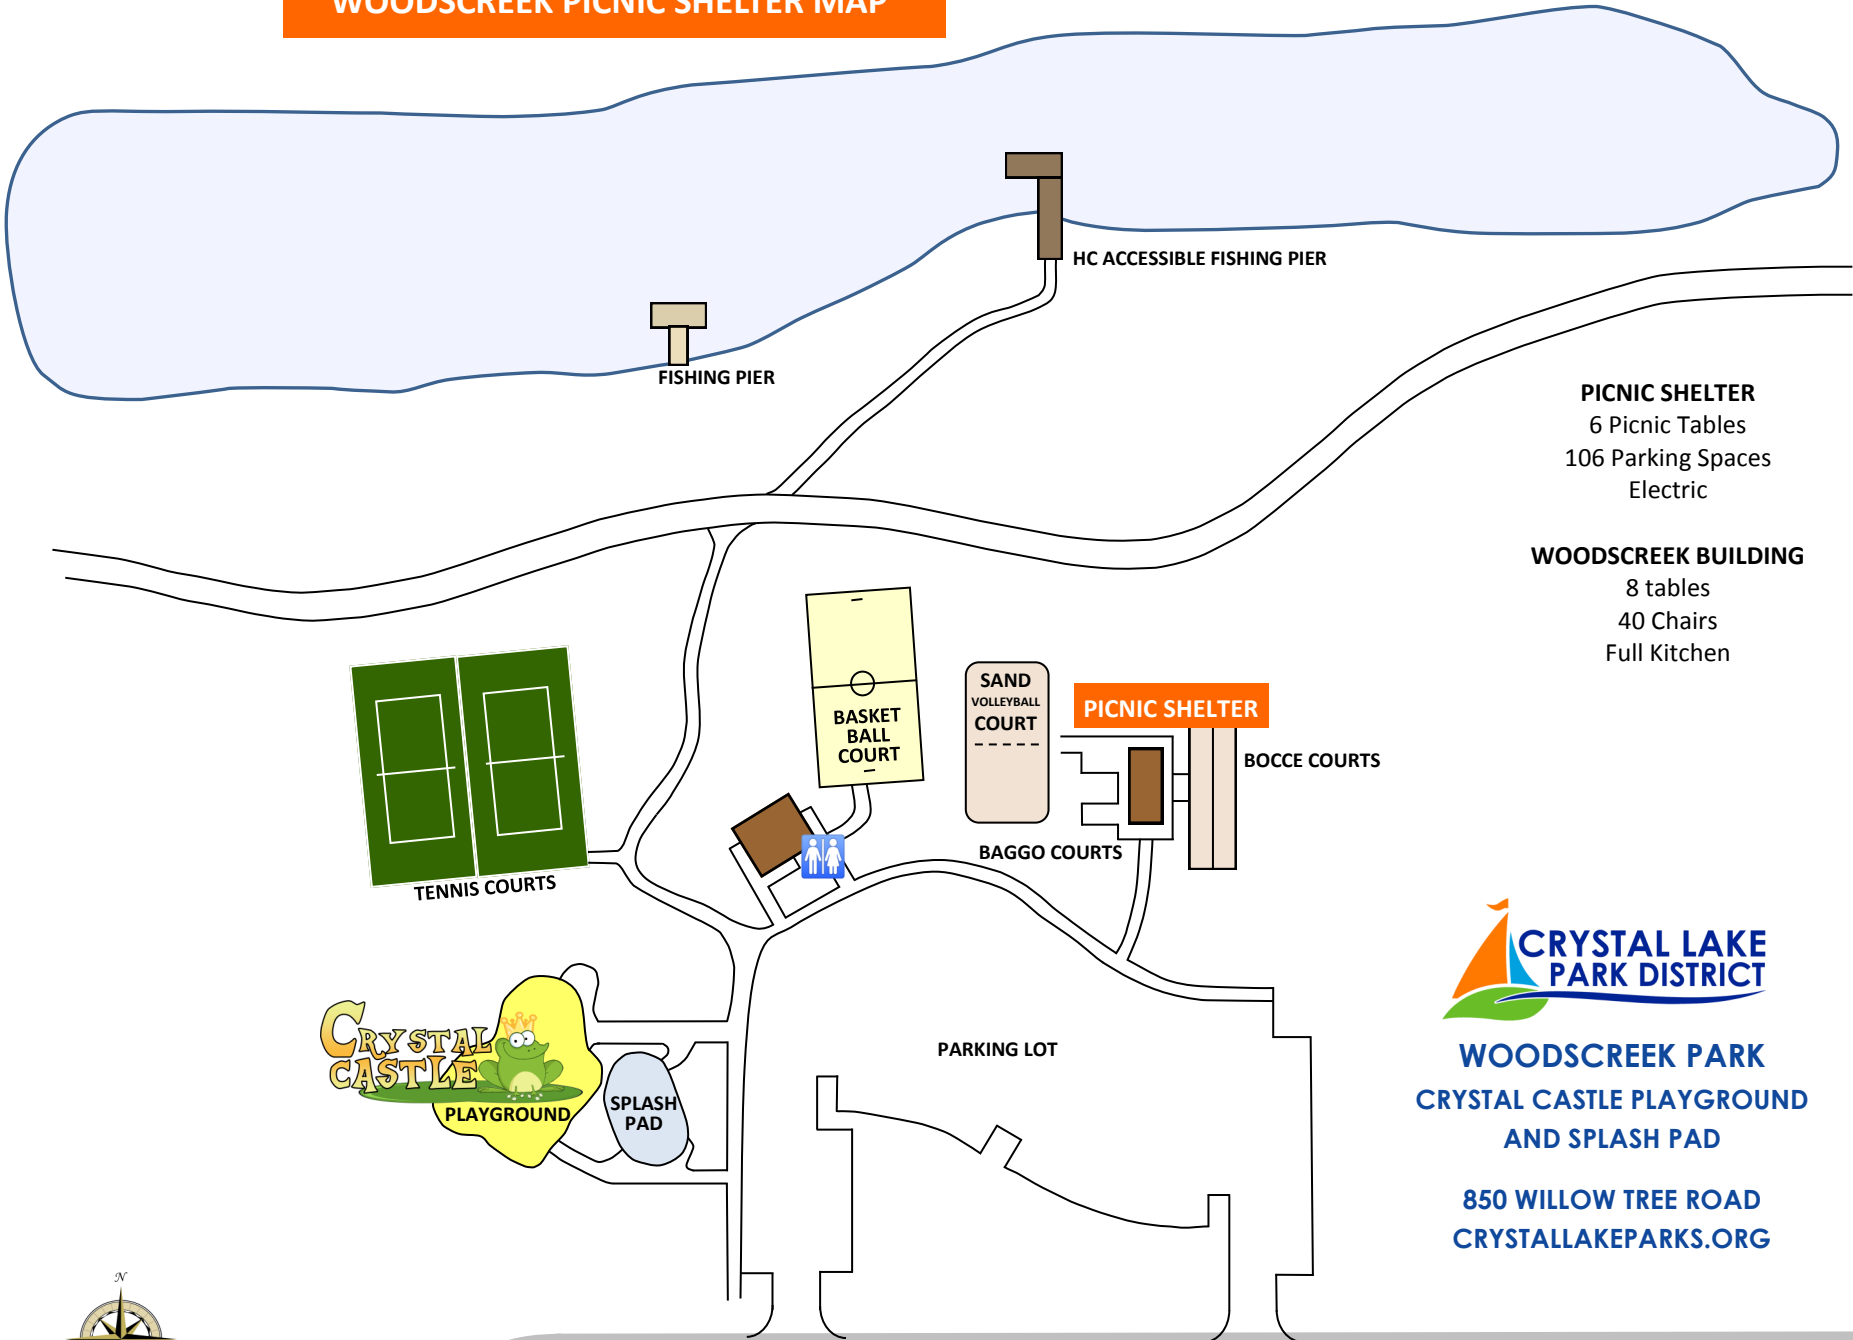 WOODSCREEK PICNIC SHELTER MAP
HC ACCESSIBLE FISHING PIER
FISHING PIER
PICNIC SHELTER
6 Picnic Tables
106 Parking Spaces
Electric
WOODSCREEK BUILDING
8 tables
40 Chairs
Full Kitchen
SAND
VOLLEYBALL
COURT
PICNIC SHELTER
BASKET
BALL
COURT
BOCCE COURTS
BAGGO COURTS
TENNIS COURTS
CRYSTAL
CASTLE
PLAYGROUND
SPLASH
PAD
PARKING LOT
CRYSTAL LAKE
PARK DISTRICT
WOODSCREEK PARK
CRYSTAL CASTLE PLAYGROUND
AND SPLASH PAD
850 WILLOW TREE ROAD
CRYSTALLAKEPARKS.ORG
N